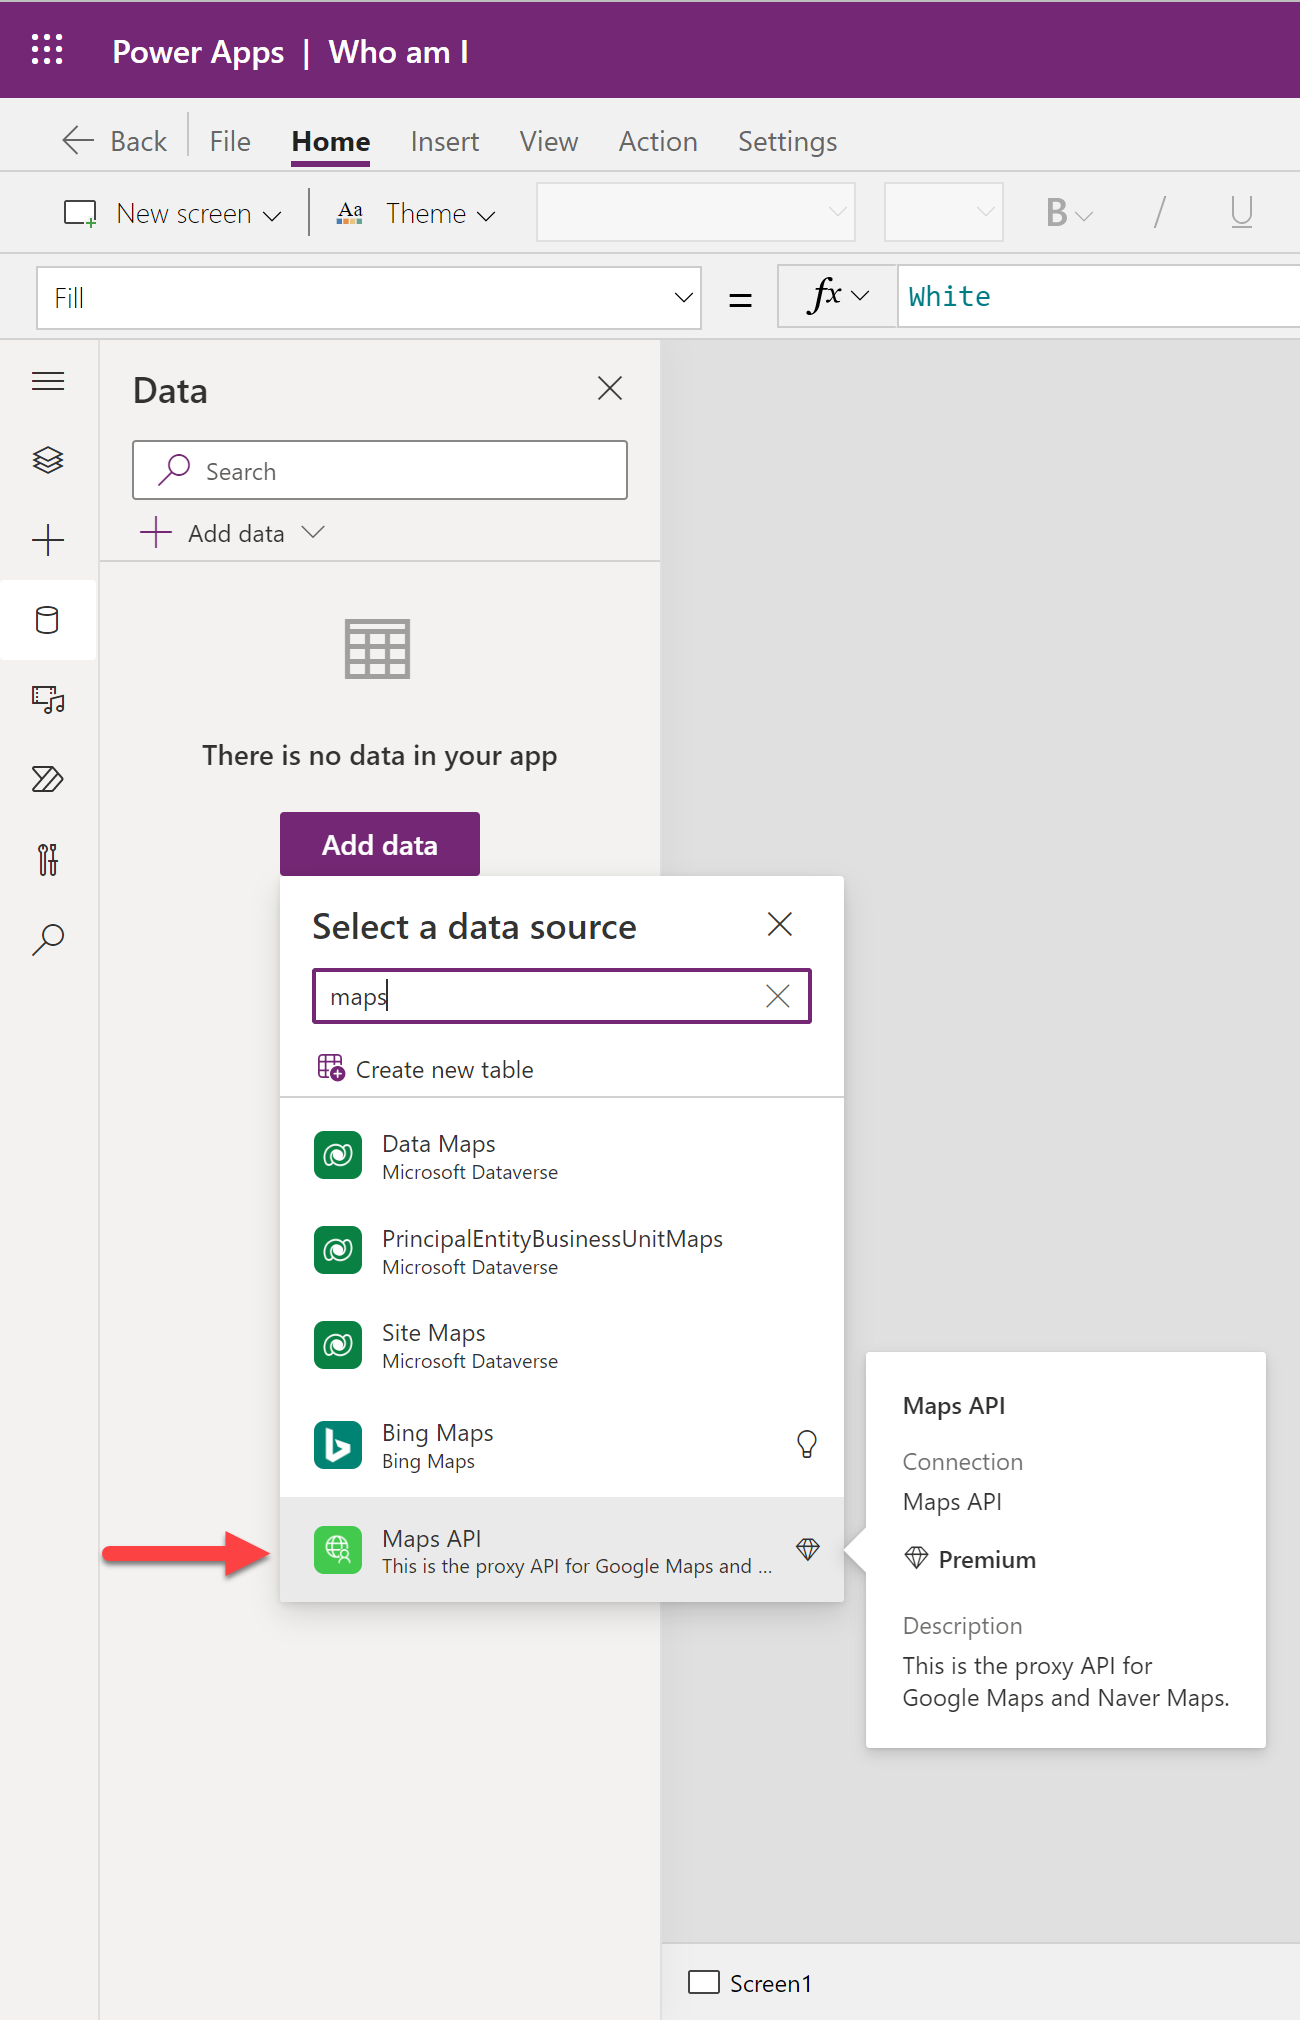 Power Apps | Who am I
Back File Home Insert View Action Settings
New screen Aa Theme B / U
Fill = fx White
Data
Search
Add data
There is no data in your app
Add data
Select a data source
maps
Create new table
Data Maps
Microsoft Dataverse
PrincipalEntityBusinessUnitMaps
Microsoft Dataverse
Site Maps
Microsoft Dataverse
Bing Maps
Bing Maps
Maps API
This is the proxy API for Google Maps and ...
Maps API
Connection
Maps API
Premium
Description
This is the proxy API for
Google Maps and Naver Maps.
Screen1